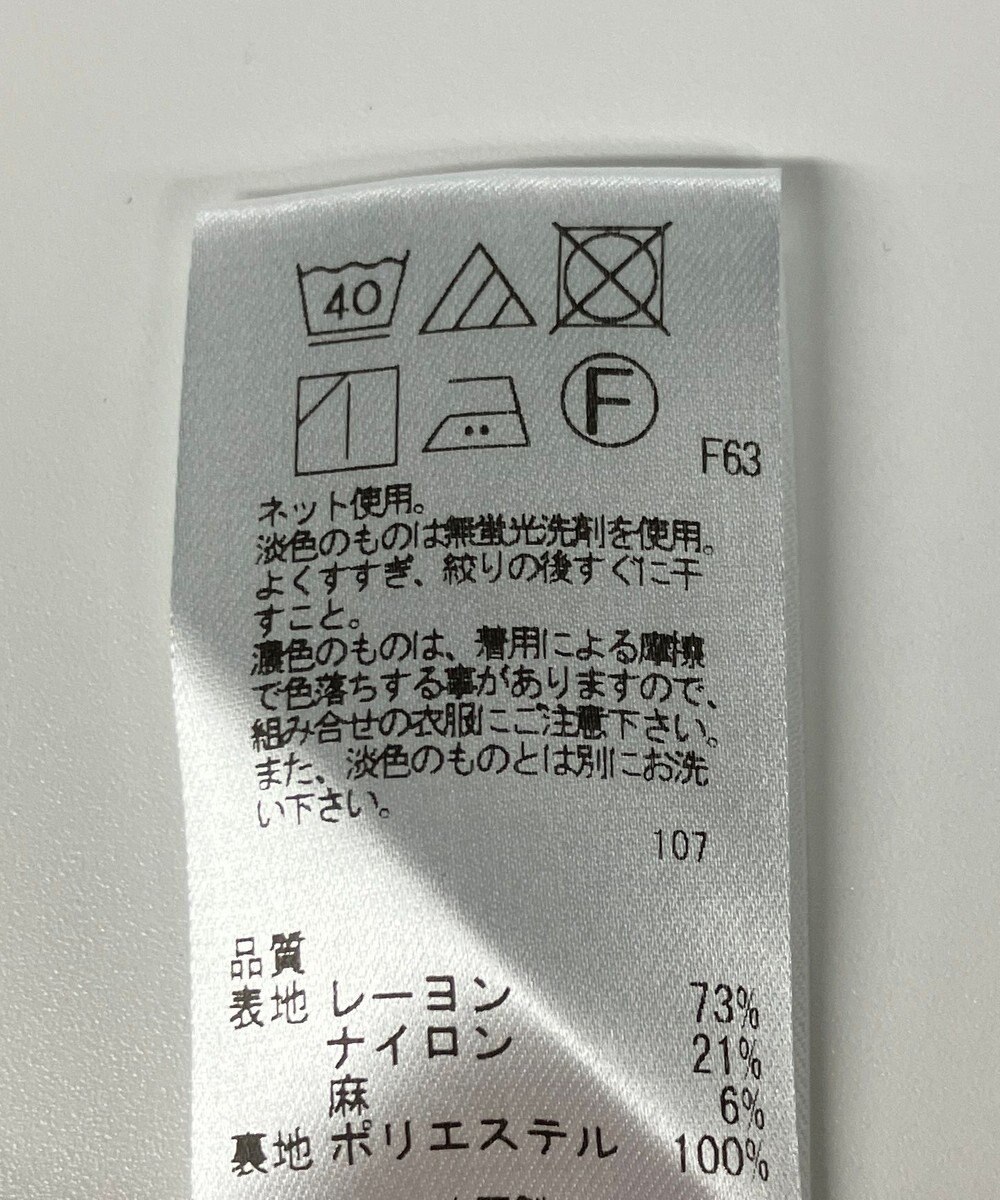 40
F
F63
ネット使用。
淡色のものは無蛍光洗剤を使用。
よくすすぎ、絞りの後すぐに干
すこと。
濃色のものは、着用による摩擦
で色落ちする事がありますので、
組み合せの衣服にご注意下さい。
また、淡色のものとは別にお洗
い下さい。
107
品質
表地 レーヨン 73%
ナイロン 21%
麻 6%
裏地 ポリエステル 100%